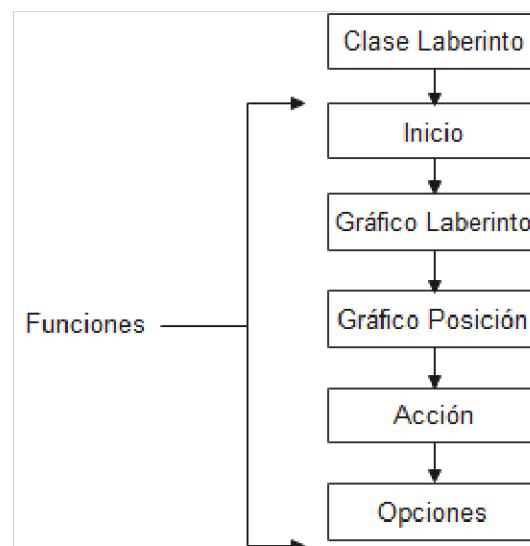 Clase Laberinto
Inicio
Gráfico Laberinto
Gráfico Posición
Funciones
Acción
Opciones